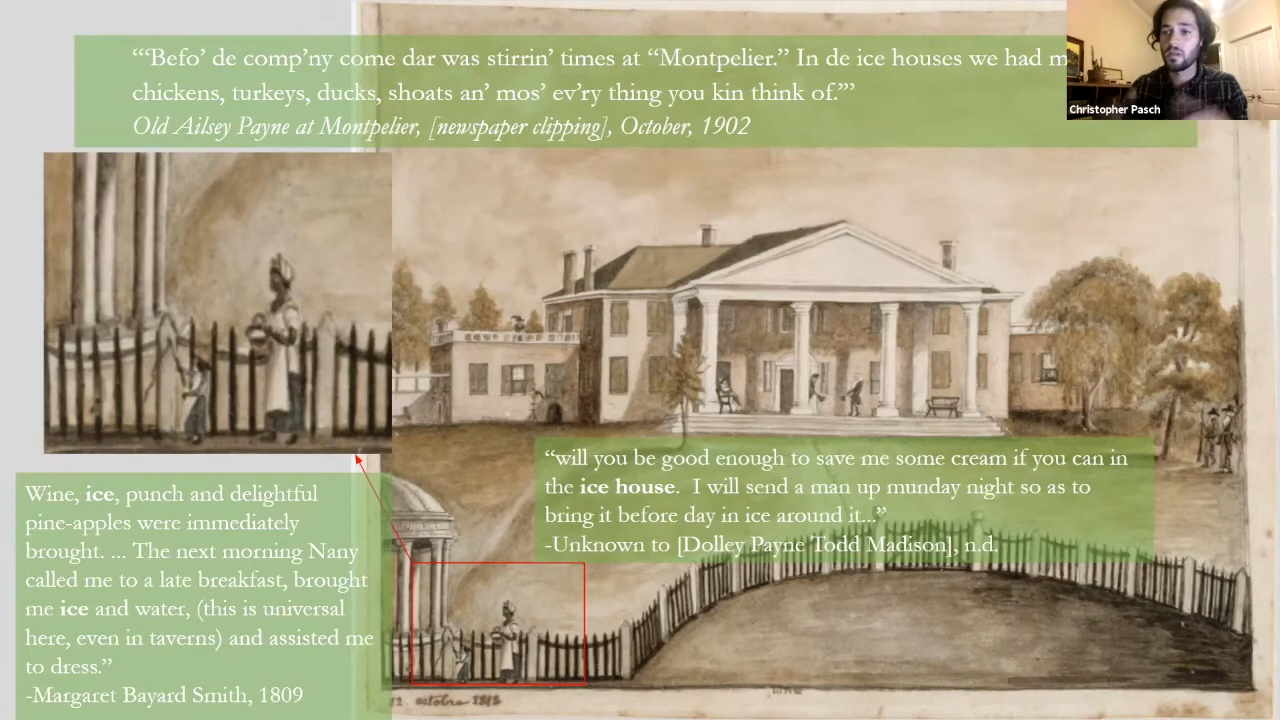 “‘Befo’ de comp’ny come dar was stirrin’ times at “Montpelier.” In de ice houses we had
chickens, turkeys, ducks, shoats an’ mos’ ev’ry thing you kin think of.’”
Old Ailsey Payne at Montpelier, [newspaper clipping], October, 1902
Christopher Pasch
“will you be good enough to save me some cream if you can in
the ice house.  I will send a man up munday night so as to
bring it before day in ice around it...”
-Unknown to [Dolley Payne Todd Madison], n.d.
Wine, ice, punch and delightful
pine-apples were immediately
brought. ... The next morning Nany
called me to a late breakfast, brought
me ice and water, (this is universal
here, even in taverns) and assisted me
to dress.”
-Margaret Bayard Smith, 1809
octobre 1818